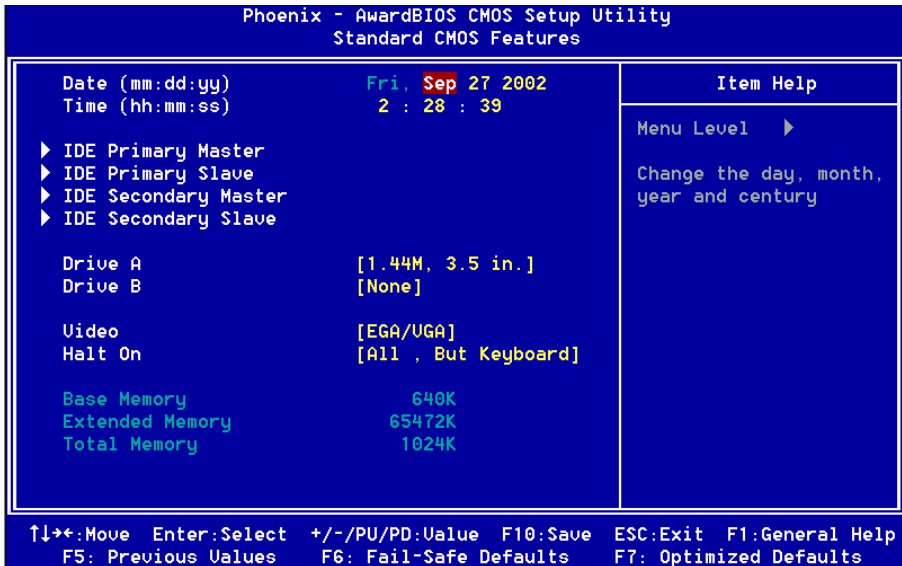 Phoenix - AwardBIOS CMOS Setup Utility
Standard CMOS Features
Date (mm:dd:yy) Fri, Sep 27 2002
Time (hh:mm:ss) 2 : 28 : 39
IDE Primary Master
IDE Primary Slave
IDE Secondary Master
IDE Secondary Slave
Drive A [1.44M, 3.5 in.]
Drive B [None]
Video [EGA/VGA]
Halt On [All , But Keyboard]
Base Memory 640K
Extended Memory 65472K
Total Memory 1024K
Item Help
Menu Level
Change the day, month,
year and century
↑↓→←:Move Enter:Select +/-/PU/PD:Value F10:Save ESC:Exit F1:General Help
F5: Previous Values F6: Fail-Safe Defaults F7: Optimized Defaults